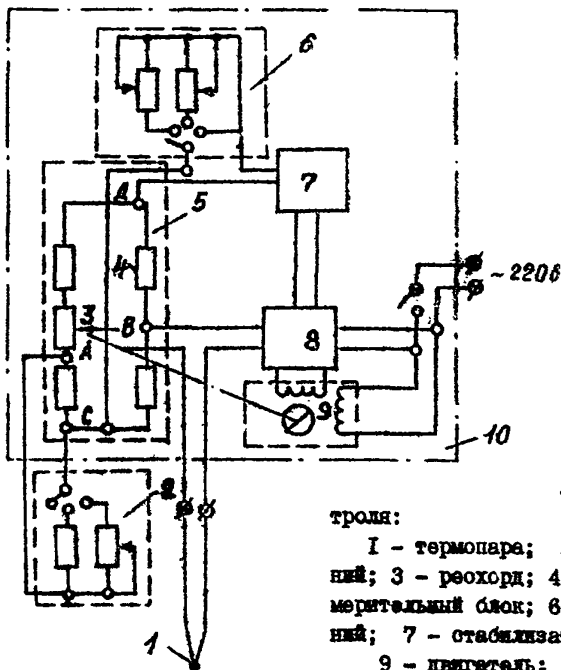 6
7
Д
5
4
~220в
3
В
А
8
9
С
10
2
троля:
I - термопара;
ний; 3 - реохорд; 4
мерительный блок; 6
ний; 7 - стабилиза
9 - двигатель;
1